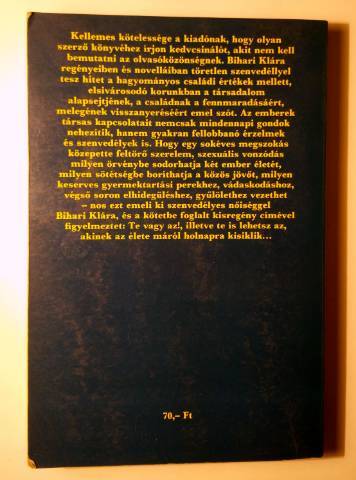 Kellemes kötelessége a kiadónak, hogy olyan
szerző könyvéhez írjon kedvcsinálót, akit nem kell
bemutatni az olvasóközönségnek. Bihari Klára
regényeiben és novelláiban töretlen szenvedéllyel
tesz hitet a hagyományos családi értékek mellett,
elsivárosodó korunkban a társadalom
alapsejtjének, a családnak a fennmaradásáért,
melegének visszanyeréséért emel szót. Az emberek
társas kapcsolatait nemcsak mindennapi gondok
nehezítik, hanem gyakran fellobbanó érzelmek
és szenvedélyek is. Hogy egy sokéves megszokás
közepette feltörő szerelem, szexuális vonzódás
milyen örvénybe sodorhatja két ember életét,
milyen sötétségbe boríthatja a közös jövőt, milyen
keserves gyermektartási perekhez, vádaskodáshoz,
végső soron elhidegüléshez, gyűlölethez vezethet
– nos ezt emeli ki szenvedélyes nőiséggel
Bihari Klára, és a kötetbe foglalt kisregény címével
figyelmeztet: Te vagy az!, illetve te is lehetsz az,
akinek az élete máról holnapra kisiklik...
70,– Ft